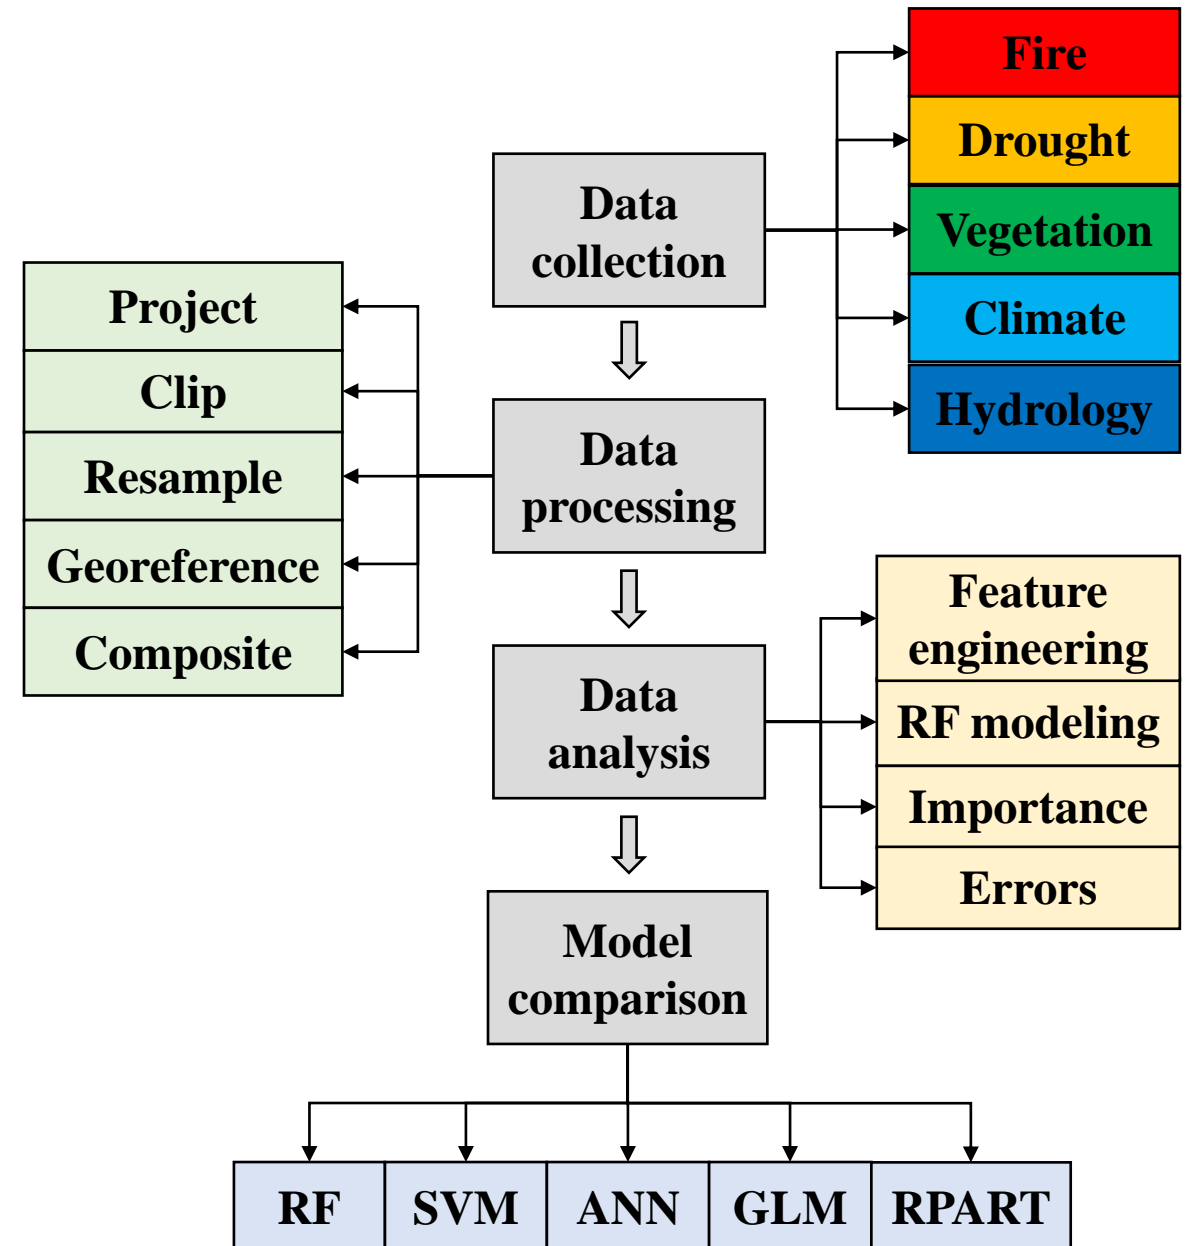 Fire
Drought
Vegetation
Climate
Hydrology
Data
collection
Project
Clip
Resample
Georeference
Composite
Data
processing
Data
analysis
Feature
engineering
RF modeling
Importance
Errors
Model
comparison
RF
SVM
ANN
GLM
RPART